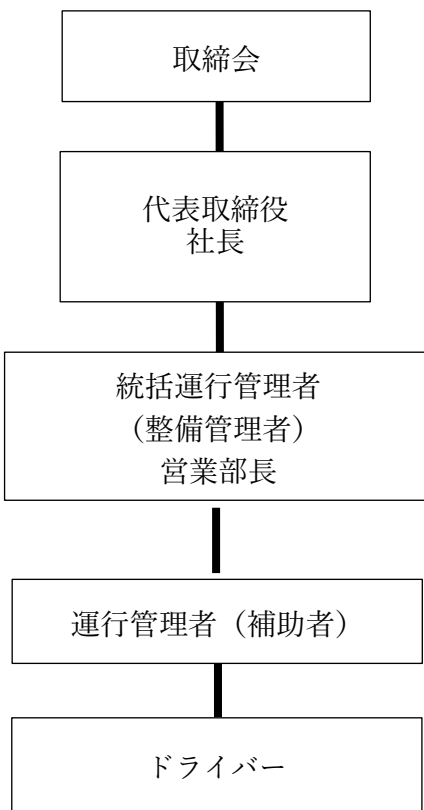 取締会
代表取締役
社長
統括運行管理者
（整備管理者）
営業部長
運行管理者（補助者）
ドライバー